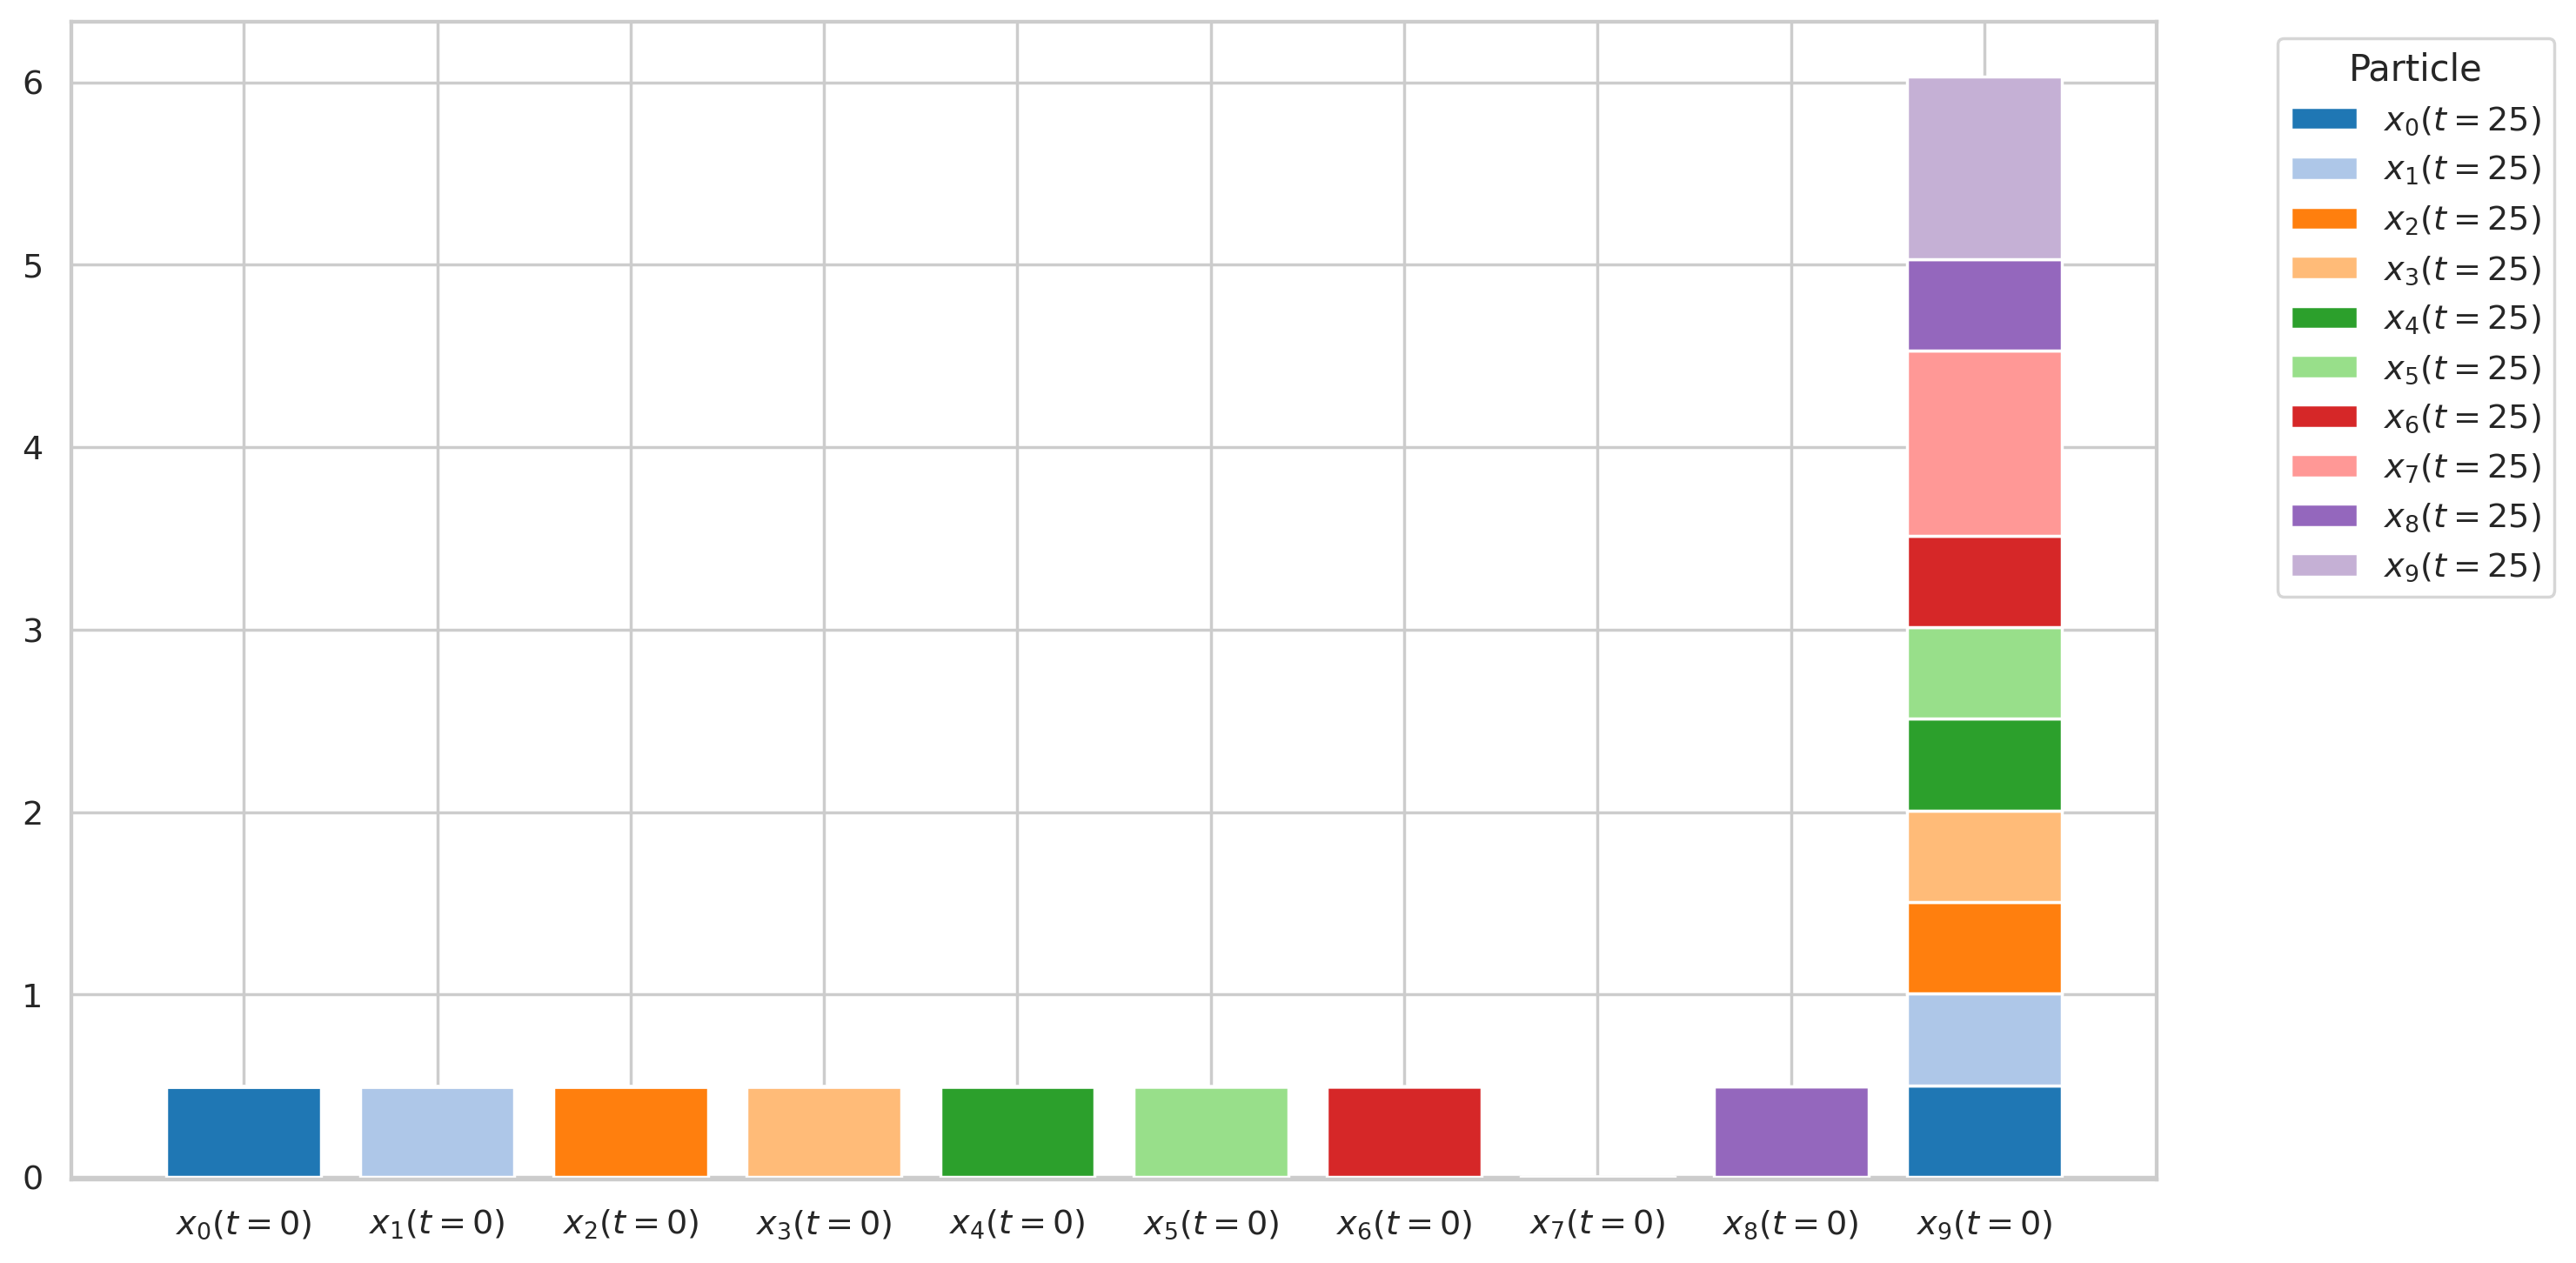 6
5
4
3
2
1
0
x₀(t = 0) x₁(t = 0) x₂(t = 0) x₃(t = 0) x₄(t = 0) x₅(t = 0) x₆(t = 0) x₇(t = 0) x₈(t = 0) x₉(t = 0)
Particle
x₀(t = 25)
x₁(t = 25)
x₂(t = 25)
x₃(t = 25)
x₄(t = 25)
x₅(t = 25)
x₆(t = 25)
x₇(t = 25)
x₈(t = 25)
x₉(t = 25)